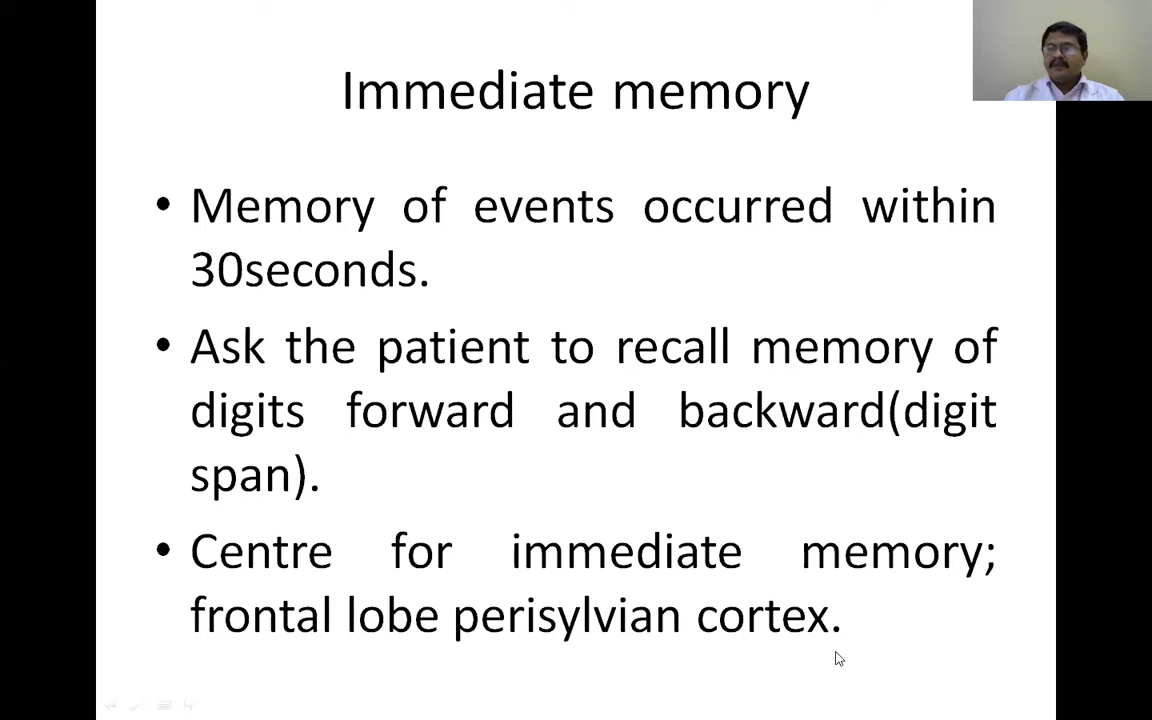 Immediate memory
• Memory of events occurred within
30seconds.
• Ask the patient to recall memory of
digits forward and backward(digit
span).
• Centre for immediate memory;
frontal lobe perisylvian cortex.